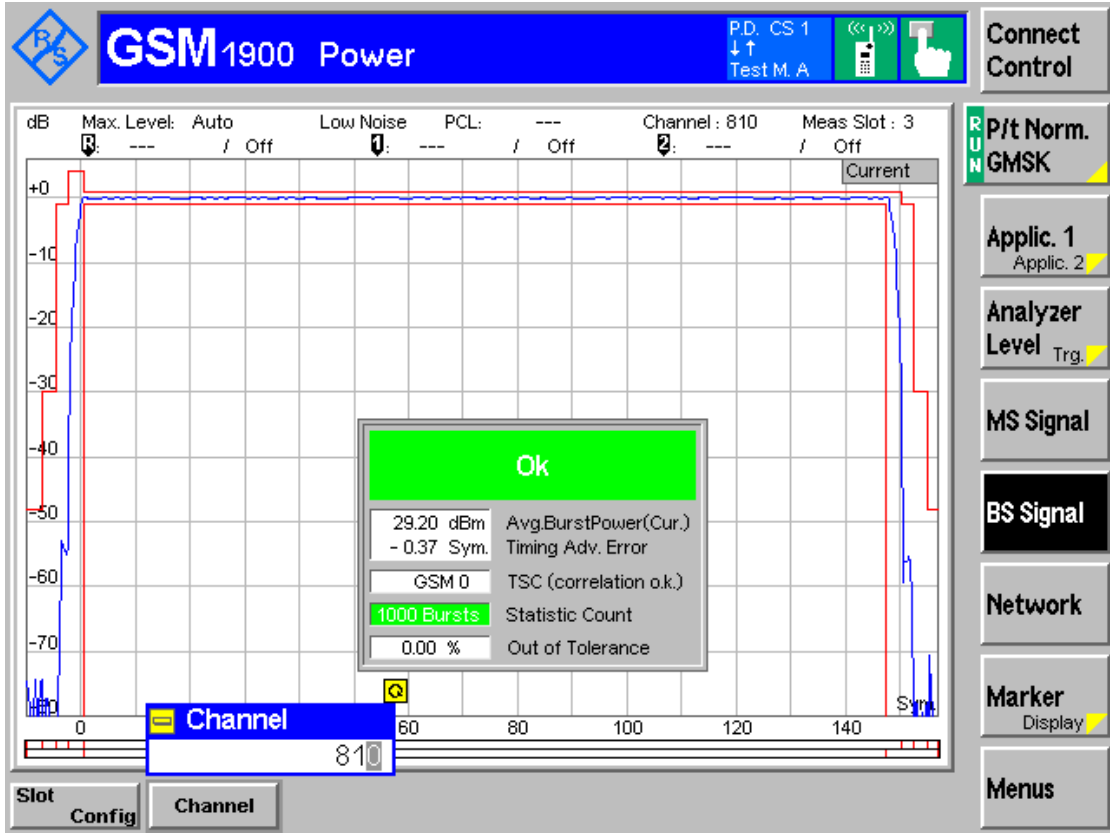 R&S
GSM1900 Power
P.D. CS 1
Test M. A
Connect
Control
dB Max. Level: Auto Low Noise PCL: --- Channel : 810 Meas Slot : 3
R: --- / Off 1: --- / Off 2: --- / Off
Current
RUN
P/t Norm.
GMSK
Applic. 1
Applic. 2
Analyzer
Level Trg.
MS Signal
BS Signal
Network
Marker
Display
Menus
+0
-10
-20
-30
-40
-50
-60
-70
Ok
29.20 dBm Avg.BurstPower(Cur.)
- 0.37 Sym. Timing Adv. Error
GSM 0 TSC (correlation o.k.)
1000 Bursts Statistic Count
0.00 % Out of Tolerance
0 60 80 100 120 140
Channel
810
Slot
Config
Channel